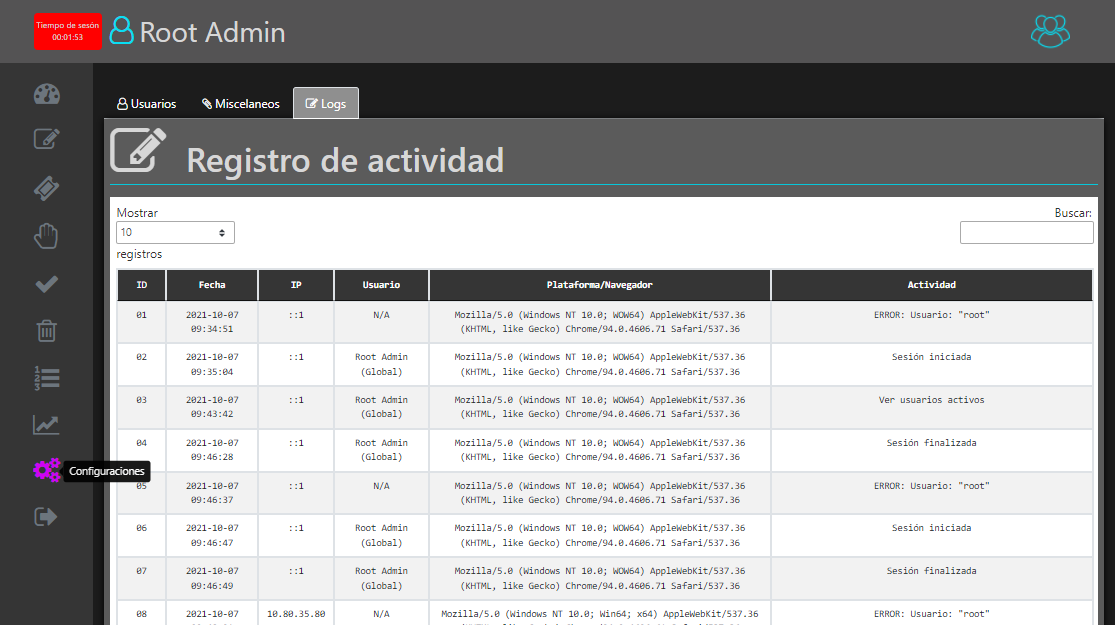 Tiempo de sesón
00:01:53
Root Admin
Usuarios
Miscelaneos
Logs
Registro de actividad
Mostrar
10
registros
Buscar:
ID Fecha IP Usuario Plataforma/Navegador Actividad
01 2021-10-07 ::1 N/A Mozilla/5.0 (Windows NT 10.0; WOW64) AppleWebKit/537.36 ERROR: Usuario: "root"
09:34:51 (KHTML, like Gecko) Chrome/94.0.4606.71 Safari/537.36
02 2021-10-07 ::1 Root Admin Mozilla/5.0 (Windows NT 10.0; WOW64) AppleWebKit/537.36 Sesión iniciada
09:35:04 (Global) (KHTML, like Gecko) Chrome/94.0.4606.71 Safari/537.36
03 2021-10-07 ::1 Root Admin Mozilla/5.0 (Windows NT 10.0; WOW64) AppleWebKit/537.36 Ver usuarios activos
09:43:42 (Global) (KHTML, like Gecko) Chrome/94.0.4606.71 Safari/537.36
04 2021-10-07 ::1 Root Admin Mozilla/5.0 (Windows NT 10.0; WOW64) AppleWebKit/537.36 Sesión finalizada
09:46:28 (Global) (KHTML, like Gecko) Chrome/94.0.4606.71 Safari/537.36
Configuraciones
05 2021-10-07 ::1 N/A Mozilla/5.0 (Windows NT 10.0; WOW64) AppleWebKit/537.36 ERROR: Usuario: "root"
09:46:37 (KHTML, like Gecko) Chrome/94.0.4606.71 Safari/537.36
06 2021-10-07 ::1 Root Admin Mozilla/5.0 (Windows NT 10.0; WOW64) AppleWebKit/537.36 Sesión iniciada
09:46:47 (Global) (KHTML, like Gecko) Chrome/94.0.4606.71 Safari/537.36
07 2021-10-07 ::1 Root Admin Mozilla/5.0 (Windows NT 10.0; WOW64) AppleWebKit/537.36 Sesión finalizada
09:46:49 (Global) (KHTML, like Gecko) Chrome/94.0.4606.71 Safari/537.36
08 2021-10-07 10.80.35.80 N/A Mozilla/5.0 (Windows NT 10.0; Win64; x64) AppleWebKit/537.36 ERROR: Usuario: "root"